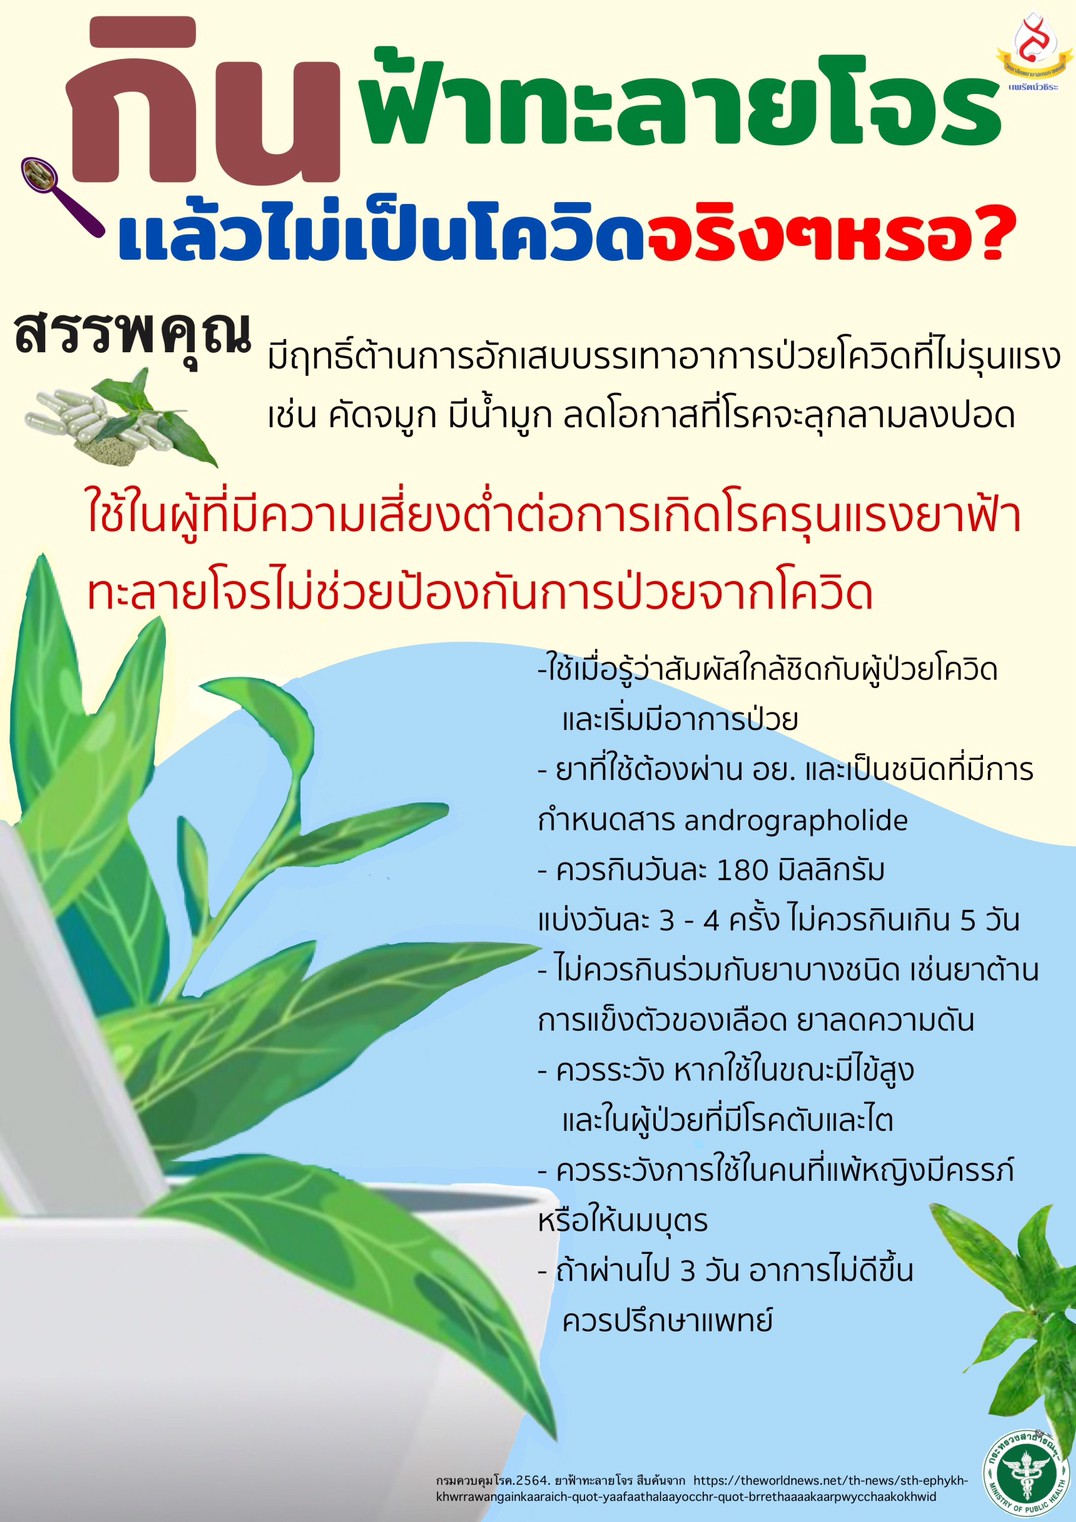 กินฟ้าทะลายโจร
แล้วไม่เป็นโควิดจริงๆหรอ?
นพรัตน์วชิระ
สรรพคุณ
มีฤทธิ์ต้านการอักเสบบรรเทาอาการป่วยโควิดที่ไม่รุนแรง
เช่น คัดจมูก มีน้ำมูก ลดโอกาสที่โรคจะลุกลามลงปอด
ใช้ในผู้ที่มีความเสี่ยงต่ำต่อการเกิดโรครุนแรงยาฟ้า
ทะลายโจรไม่ช่วยป้องกันการป่วยจากโควิด
-ใช้เมื่อรู้ว่าสัมผัสใกล้ชิดกับผู้ป่วยโควิด
และเริ่มมีอาการป่วย
- ยาที่ใช้ต้องผ่าน อย. และเป็นชนิดที่มีการ
กำหนดสาร andrographolide
- ควรกินวันละ 180 มิลลิกรัม
แบ่งวันละ 3 - 4 ครั้ง ไม่ควรกินเกิน 5 วัน
- ไม่ควรกินร่วมกับยาบางชนิด เช่นยาต้าน
การแข็งตัวของเลือด ยาลดความดัน
- ควรระวัง หากใช้ในขณะมีไข้สูง
และในผู้ป่วยที่มีโรคตับและไต
- ควรระวังการใช้ในคนที่แพ้หญิงมีครรภ์
หรือให้นมบุตร
- ถ้าผ่านไป 3 วัน อาการไม่ดีขึ้น
ควรปรึกษาแพทย์
กรมควบคุมโรค.2564. ยาฟ้าทะลายโจร สืบค้นจาก https://theworldnews.net/th-news/sth-ephykh-
khwrrawangainkaaraich-quot-yaafaathalaayocchr-quot-brrethaaaakaarpwycchaakokhwid
กระทรวงสาธารณสุข
MINISTRY OF PUBLIC HEALTH